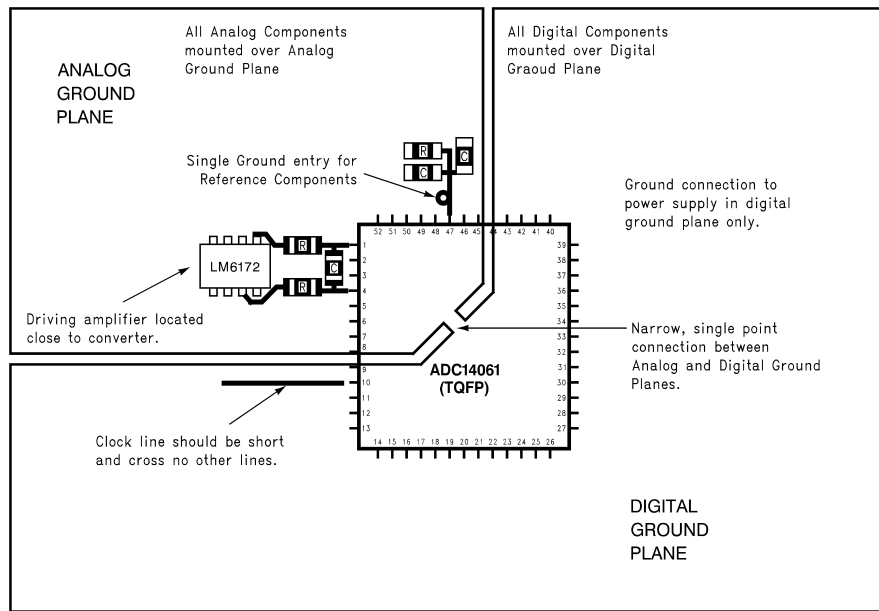 All Analog Components
mounted over Analog
Ground Plane
All Digital Components
mounted over Digital
Graoud Plane
ANALOG
GROUND
PLANE
R
C
C
Single Ground entry for
Reference Components
Ground connection to
power supply in digital
ground plane only.
52 51 50 49 48 47 46 45 44 43 42 41 40
LM6172
R
C
R
1
2
3
4
5
6
7
8
9
10
11
12
13
39
38
37
36
35
34
33
32
31
30
29
28
27
Driving amplifier located
close to converter.
Narrow, single point
connection between
Analog and Digital Ground
Planes.
ADC14061
(TQFP)
Clock line should be short
and cross no other lines.
14 15 16 17 18 19 20 21 22 23 24 25 26
DIGITAL
GROUND
PLANE